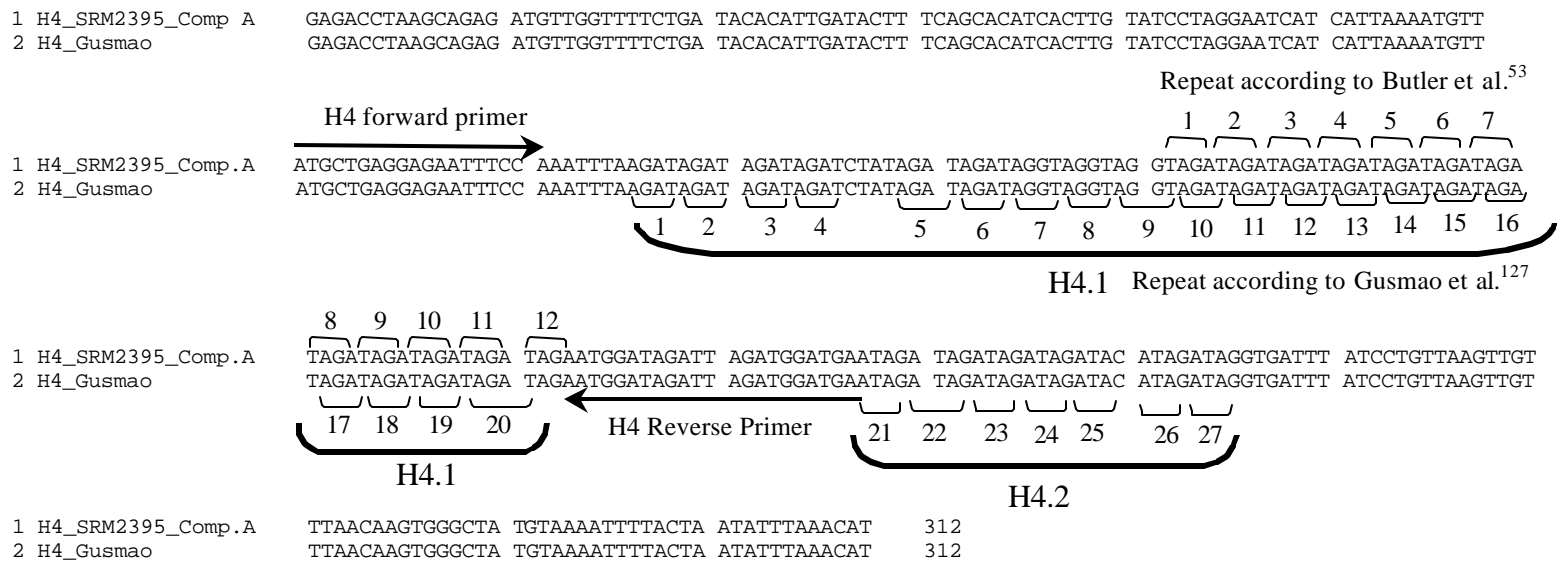 1 H4_SRM2395_Comp A GAGACCTAAGCAGAG ATGTTGGTTTTCTGA TACACATTGATACTT TCAGCACATCACTTG TATCCTAGGAATCAT CATTAAAATGTT
2 H4_Gusmao GAGACCTAAGCAGAG ATGTTGGTTTTCTGA TACACATTGATACTT TCAGCACATCACTTG TATCCTAGGAATCAT CATTAAAATGTT
Repeat according to Butler et al.53
H4 forward primer 1 2 3 4 5 6 7
1 H4_SRM2395_Comp.A ATGCTGAGGAGAATTTCC AAATTTAAGATAGAT AGATAGATCTATAGA TAGATAGGTAGGTAG GTAGATAGATAGATAGATAGATAGATAGA
2 H4_Gusmao ATGCTGAGGAGAATTTCC AAATTTAAGATAGAT AGATAGATCTATAGA TAGATAGGTAGGTAG GTAGATAGATAGATAGATAGATAGATAGA
1 2 3 4 5 6 7 8 9 10 11 12 13 14 15 16
H4.1 Repeat according to Gusmao et al.127
8 9 10 11 12
1 H4_SRM2395_Comp.A TAGATAGATAGATAGA TAGAATGGATAGATT AGATGGATGAATAGA TAGATAGATAGATAC ATAGATAGGTGATTT ATCCTGTTAAGTTGT
2 H4_Gusmao TAGATAGATAGATAGA TAGAATGGATAGATT AGATGGATGAATAGA TAGATAGATAGATAC ATAGATAGGTGATTT ATCCTGTTAAGTTGT
17 18 19 20 H4 Reverse Primer 21 22 23 24 25 26 27
H4.1
H4.2
1 H4_SRM2395_Comp.A TTAACAAGTGGGCTA TGTAAAATTTTACTA ATATTTAAACAT 312
2 H4_Gusmao TTAACAAGTGGGCTA TGTAAAATTTTACTA ATATTTAAACAT 312